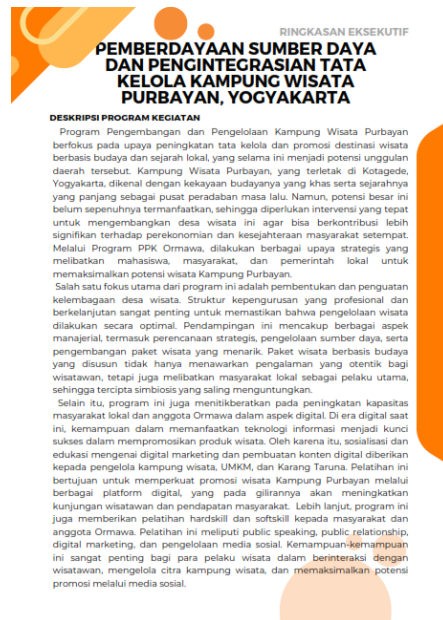 RINGKASAN EKSEKUTIF
PEMBERDAYAAN SUMBER DAYA
DAN PENGINTEGRASIAN TATA
KELOLA KAMPUNG WISATA
PURBAYAN, YOGYAKARTA
DESKRIPSI PROGRAM KEGIATAN
Program Pengembangan dan Pengelolaan Kampung Wisata Purbayan
berfokus pada upaya peningkatan tata kelola dan promosi destinasi wisata
berbasis budaya dan sejarah lokal, yang selama ini menjadi potensi unggulan
daerah tersebut. Kampung Wisata Purbayan, yang terletak di Kotagede,
Yogyakarta, dikenal dengan kekayaan budayanya yang khas serta sejarahnya
yang panjang sebagai pusat peradaban masa lalu. Namun, potensi besar ini
belum sepenuhnya termanfaatkan, sehingga diperlukan intervensi yang tepat
untuk mengembangkan desa wisata ini agar bisa berkontribusi lebih
signifikan terhadap perekonomian dan kesejahteraan masyarakat setempat.
Melalui Program PPK Ormawa, dilakukan berbagai upaya strategis yang
melibatkan mahasiswa, masyarakat, dan pemerintah lokal untuk
memaksimalkan potensi wisata Kampung Purbayan.
Salah satu fokus utama dari program ini adalah pembentukan dan penguatan
kelembagaan desa wisata. Struktur kepengurusan yang profesional dan
berkelanjutan sangat penting untuk memastikan bahwa pengelolaan wisata
dilakukan secara optimal. Pendampingan ini mencakup berbagai aspek
manajerial, termasuk perencanaan strategis, pengelolaan sumber daya, serta
pengembangan paket wisata yang menarik. Paket wisata berbasis budaya
yang disusun tidak hanya menawarkan pengalaman yang otentik bagi
wisatawan, tetapi juga melibatkan masyarakat lokal sebagai pelaku utama,
sehingga tercipta simbiosis yang saling menguntungkan.
Selain itu, program ini juga menitikberatkan pada peningkatan kapasitas
masyarakat lokal dan anggota Ormawa dalam aspek digital. Di era digital saat
ini, kemampuan dalam memanfaatkan teknologi informasi menjadi kunci
sukses dalam mempromosikan produk wisata. Oleh karena itu, sosialisasi dan
edukasi mengenai digital marketing dan pembuatan konten digital diberikan
kepada pengelola kampung wisata, UMKM, dan Karang Taruna. Pelatihan ini
bertujuan untuk memperkuat promosi wisata Kampung Purbayan melalui
berbagai platform digital, yang pada gilirannya akan meningkatkan
kunjungan wisatawan dan pendapatan masyarakat. Lebih lanjut, program ini
juga memberikan pelatihan hardskill dan softskill kepada masyarakat dan
anggota Ormawa. Pelatihan ini meliputi public speaking, public relationship,
digital marketing, dan pengelolaan media sosial. Kemampuan-kemampuan
ini sangat penting bagi para pelaku wisata dalam berinteraksi dengan
wisatawan, mengelola citra kampung wisata, dan memaksimalkan potensi
promosi melalui media sosial.